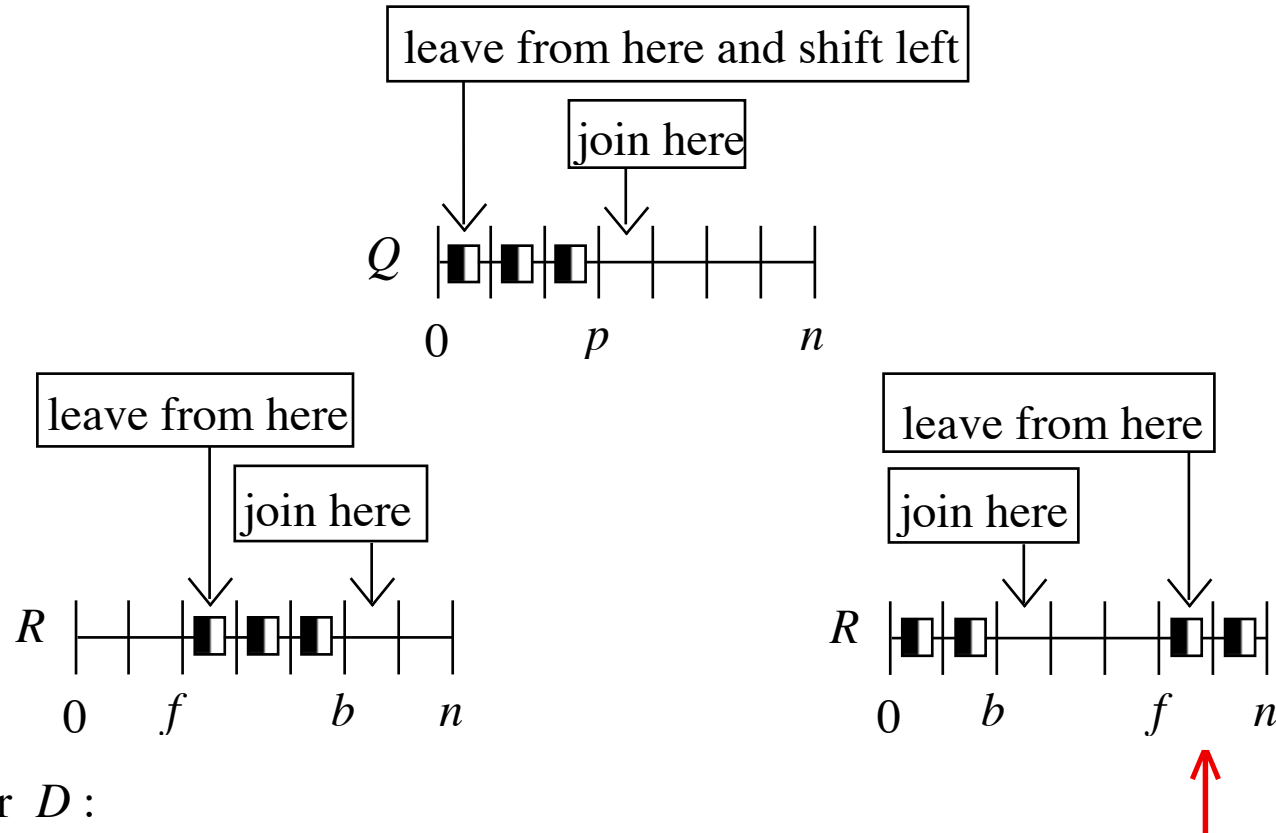 leave from here and shift left
join here
Q
0 p n
leave from here
join here
R
0 f b n
leave from here
join here
R
0 b f n
r D :